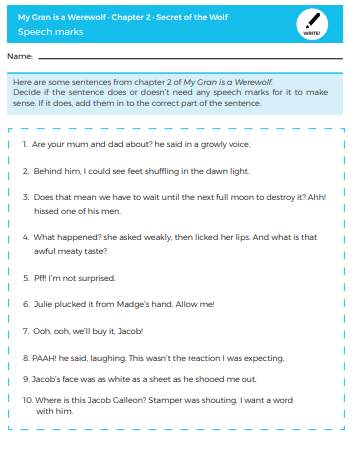 My Gran is a Werewolf - Chapter 2 - Secret of the Wolf
Speech marks
WRITE!
Name:
Here are some sentences from chapter 2 of My Gran is a Werewolf.
Decide if the sentence does or doesn't need any speech marks for it to make
sense. If it does, add them in to the correct part of the sentence.
1. Are your mum and dad about? he said in a growly voice.
2. Behind him, I could see feet shuffling in the dawn light.
3. Does that mean we have to wait until the next full moon to destroy it? Ahh!
hissed one of his men.
4. What happened? she asked weakly, then licked her lips. And what is that
awful meaty taste?
5. Pff! I'm not surprised.
6. Julie plucked it from Madge's hand. Allow me!
7. Ooh, ooh, we'll buy it, Jacob!
8. PAAH! he said, laughing. This wasn't the reaction I was expecting.
9. Jacob's face was as white as a sheet as he shooed me out.
10. Where is this Jacob Galleon? Stamper was shouting. I want a word
with him.